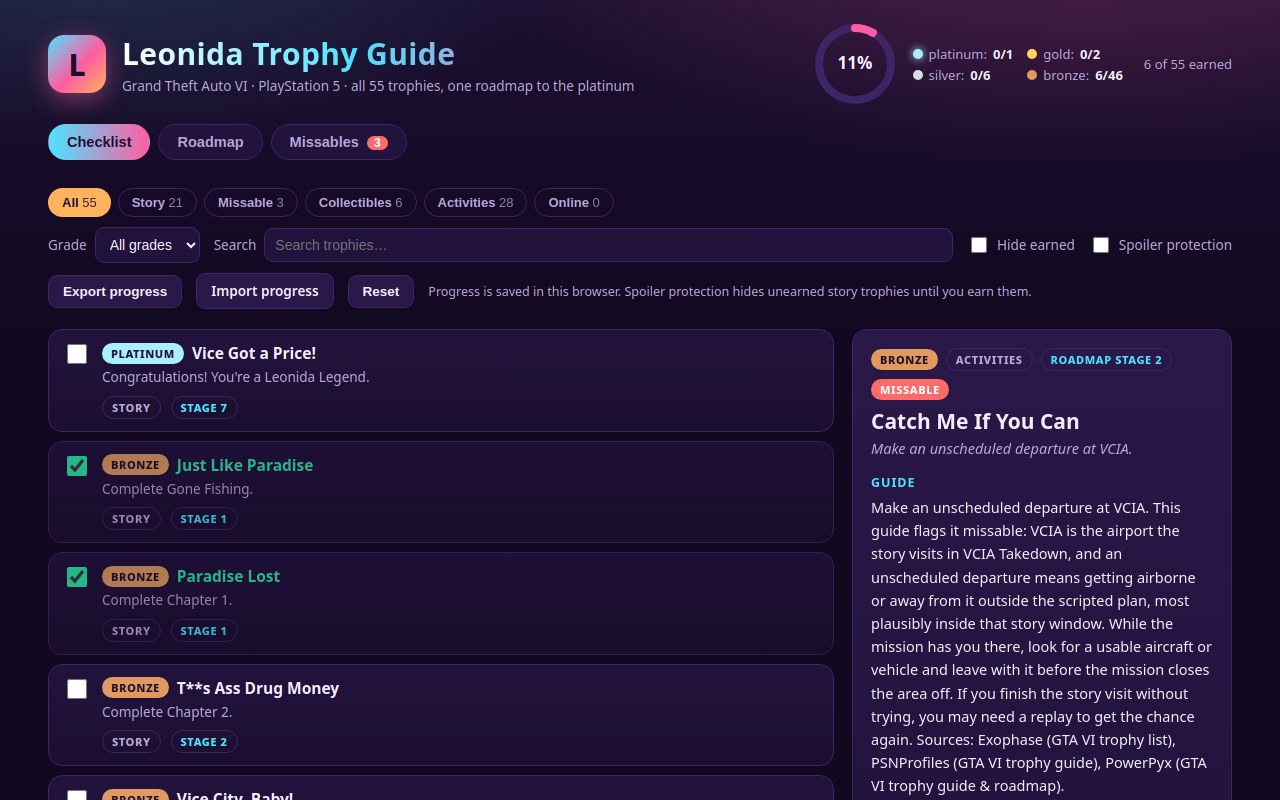 L
Leonida Trophy Guide
Grand Theft Auto VI · PlayStation 5 · all 55 trophies, one roadmap to the platinum
11%
platinum: 0/1
gold: 0/2
silver: 0/6
bronze: 6/46
6 of 55 earned
Checklist
Roadmap
Missables 3
All 55
Story 21
Missable 3
Collectibles 6
Activities 28
Online 0
Grade
All grades
Search
Search trophies…
Hide earned
Spoiler protection
Export progress
Import progress
Reset
Progress is saved in this browser. Spoiler protection hides unearned story trophies until you earn them.
PLATINUM Vice Got a Price!
Congratulations! You're a Leonida Legend.
STORY STAGE 7
BRONZE Just Like Paradise
Complete Gone Fishing.
STORY STAGE 1
BRONZE Paradise Lost
Complete Chapter 1.
STORY STAGE 1
BRONZE T**s Ass Drug Money
Complete Chapter 2.
STORY STAGE 2
BRONZE Vice City, Baby!
BRONZE ACTIVITIES ROADMAP STAGE 2
MISSABLE
Catch Me If You Can
Make an unscheduled departure at VCIA.
GUIDE
Make an unscheduled departure at VCIA. This
guide flags it missable: VCIA is the airport the
story visits in VCIA Takedown, and an
unscheduled departure means getting airborne
or away from it outside the scripted plan, most
plausibly inside that story window. While the
mission has you there, look for a usable aircraft or
vehicle and leave with it before the mission closes
the area off. If you finish the story visit without
trying, you may need a replay to get the chance
again. Sources: Exophase (GTA VI trophy list),
PSNProfiles (GTA VI trophy guide), PowerPyx (GTA
VI trophy guide & roadmap).